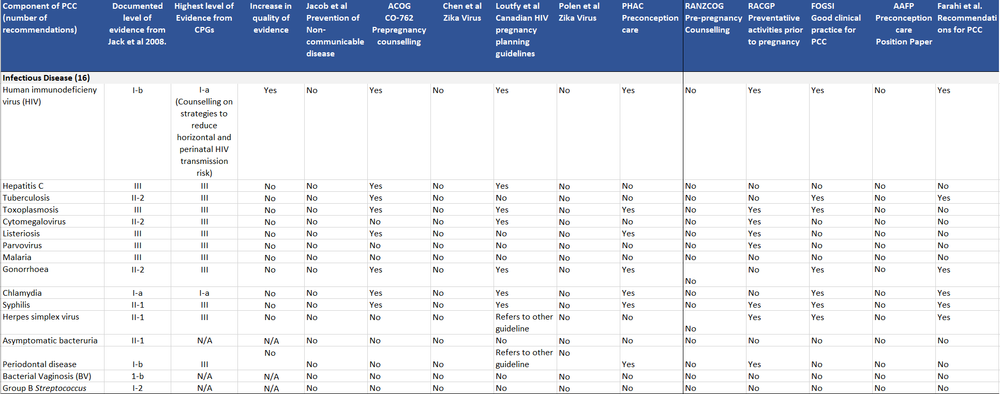 Component of PCC (number of recommendations) | Documented level of evidence from Jack et al 2008. | Highest level of Evidence from CPGs | Increase in quality of evidence | Jacob et al Prevention of Non-communicable disease | ACOG CO-762 Prepregnancy counselling | Chen et al Zika Virus | Loutfy et al Canadian HIV pregnancy planning guidelines | Polen et al Zika Virus | PHAC Preconception care | RANZCOG Pre-pregnancy Counselling | RACGP Preventatiive activities prior to pregnancy | FOGSI Good clinical practice for PCC | AAFP Preconception care Position Paper | Farahi et al. Recommendati ons for PCC
Infectious Disease (16)
Human immunodeficieny virus (HIV) | I-b | I-a (Counselling on strategies to reduce horizontal and perinatal HIV transmission risk) | Yes | No | Yes | No | Yes | No | Yes | No | Yes | Yes | No | Yes
Hepatitis C | III | III | No | No | Yes | No | Yes | No | No | No | No | No | No | No
Tuberculosis | II-2 | III | No | No | Yes | No | No | No | No | No | No | Yes | No | Yes
Toxoplasmosis | III | III | No | No | Yes | No | Yes | No | Yes | No | Yes | Yes | No | No
Cytomegalovirus | II-2 | III | No | No | No | No | Yes | No | No | No | Yes | No | No | No
Listeriosis | III | III | No | No | Yes | No | No | No | Yes | No | Yes | No | No | No
Parvovirus | III | III | No | No | No | No | No | No | No | No | Yes | No | No | No
Malaria | III | III | No | No | No | No | No | No | No | No | No | No | No | No
Gonorrhoea | II-2 | III | No | No | Yes | No | Yes | No | Yes | No | No | Yes | No | Yes
Chlamydia | I-a | I-a | No | No | Yes | No | Yes | No | Yes | No | No | Yes | No | Yes
Syphilis | II-1 | III | No | No | Yes | No | Yes | No | Yes | No | Yes | Yes | No | Yes
Herpes simplex virus | II-1 | III | No | No | No | No | Refers to other guideline | No | No | No | Yes | Yes | No | Yes
Asymptomatic bacteruria | II-1 | N/A | N/A | No | No | No | No | No | No | No | No | No | No | No
Periodontal disease | I-b | III | No | No | No | No | Refers to other guideline | No | Yes | No | Yes | No | No | No
Bacterial Vaginosis (BV) | 1-b | N/A | N/A | No | No | No | No | No | No | No | No | No | No | No
Group B Streptococcus | I-2 | N/A | N/A | No | No | No | No | No | No | No | No | No | No | No